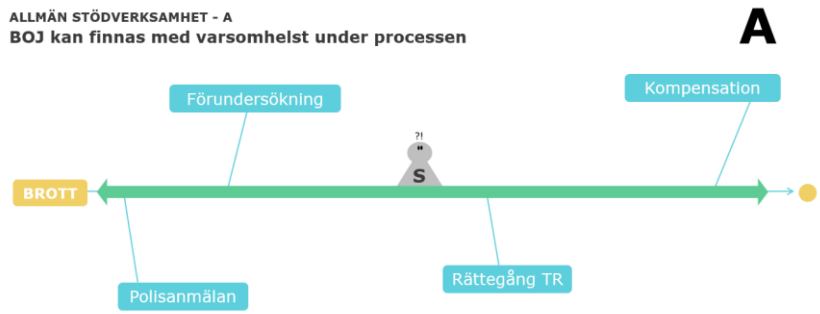 ALLMÄN STÖDVERKSAMHET - A
BOJ kan finnas med varsomhelst under processen
A
Kompensation
Förundersökning
?!
"
S
BROTT
Rättegång TR
Polisanmälan